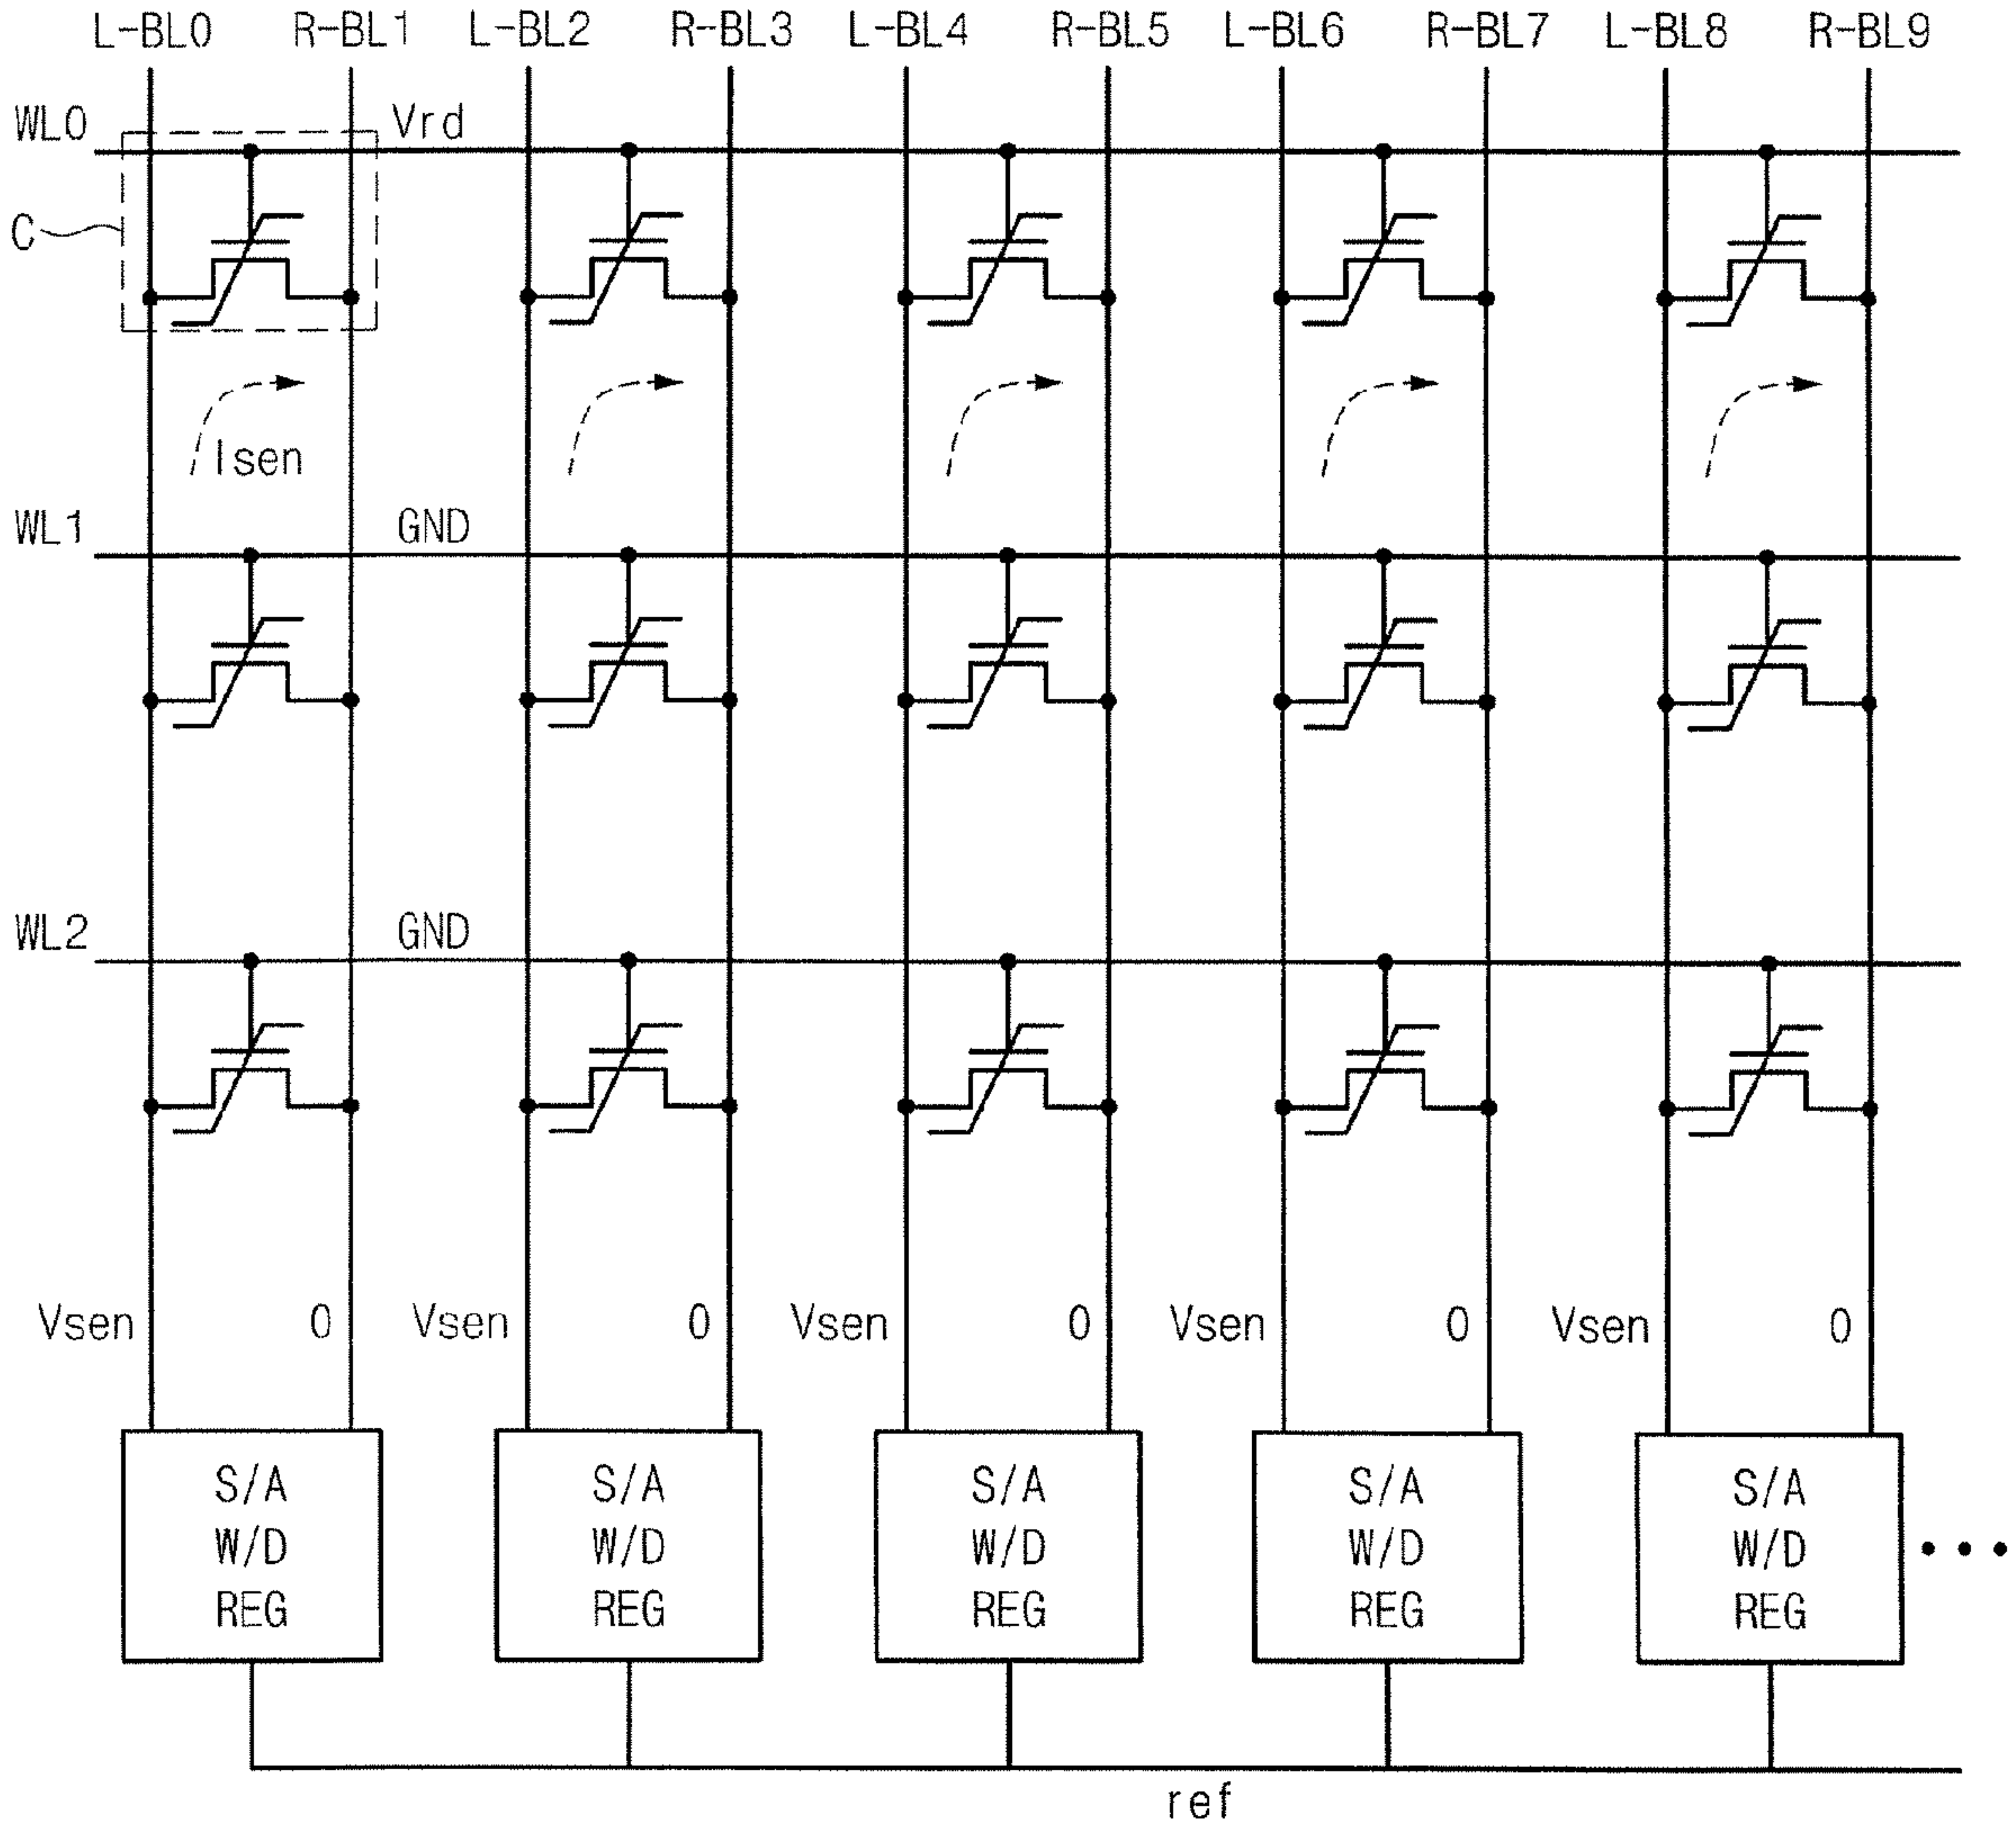 L-BL0 R-BL1 L-BL2 R-BL3 L-BL4 R-BL5 L-BL6 R-BL7 L-BL8 R-BL9
WL0 Vrd
C
Isen
WL1 GND
WL2 GND
Vsen 0 Vsen 0 Vsen 0 Vsen 0 Vsen 0
S/A S/A S/A S/A S/A
W/D W/D W/D W/D W/D
REG REG REG REG REG
ref